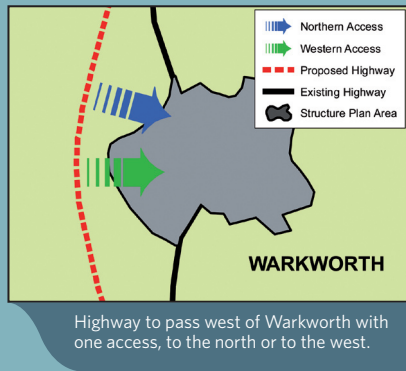 Northern Access
Western Access
Proposed Highway
Existing Highway
Structure Plan Area
WARKWORTH
Highway to pass west of Warkworth with
one access, to the north or to the west.